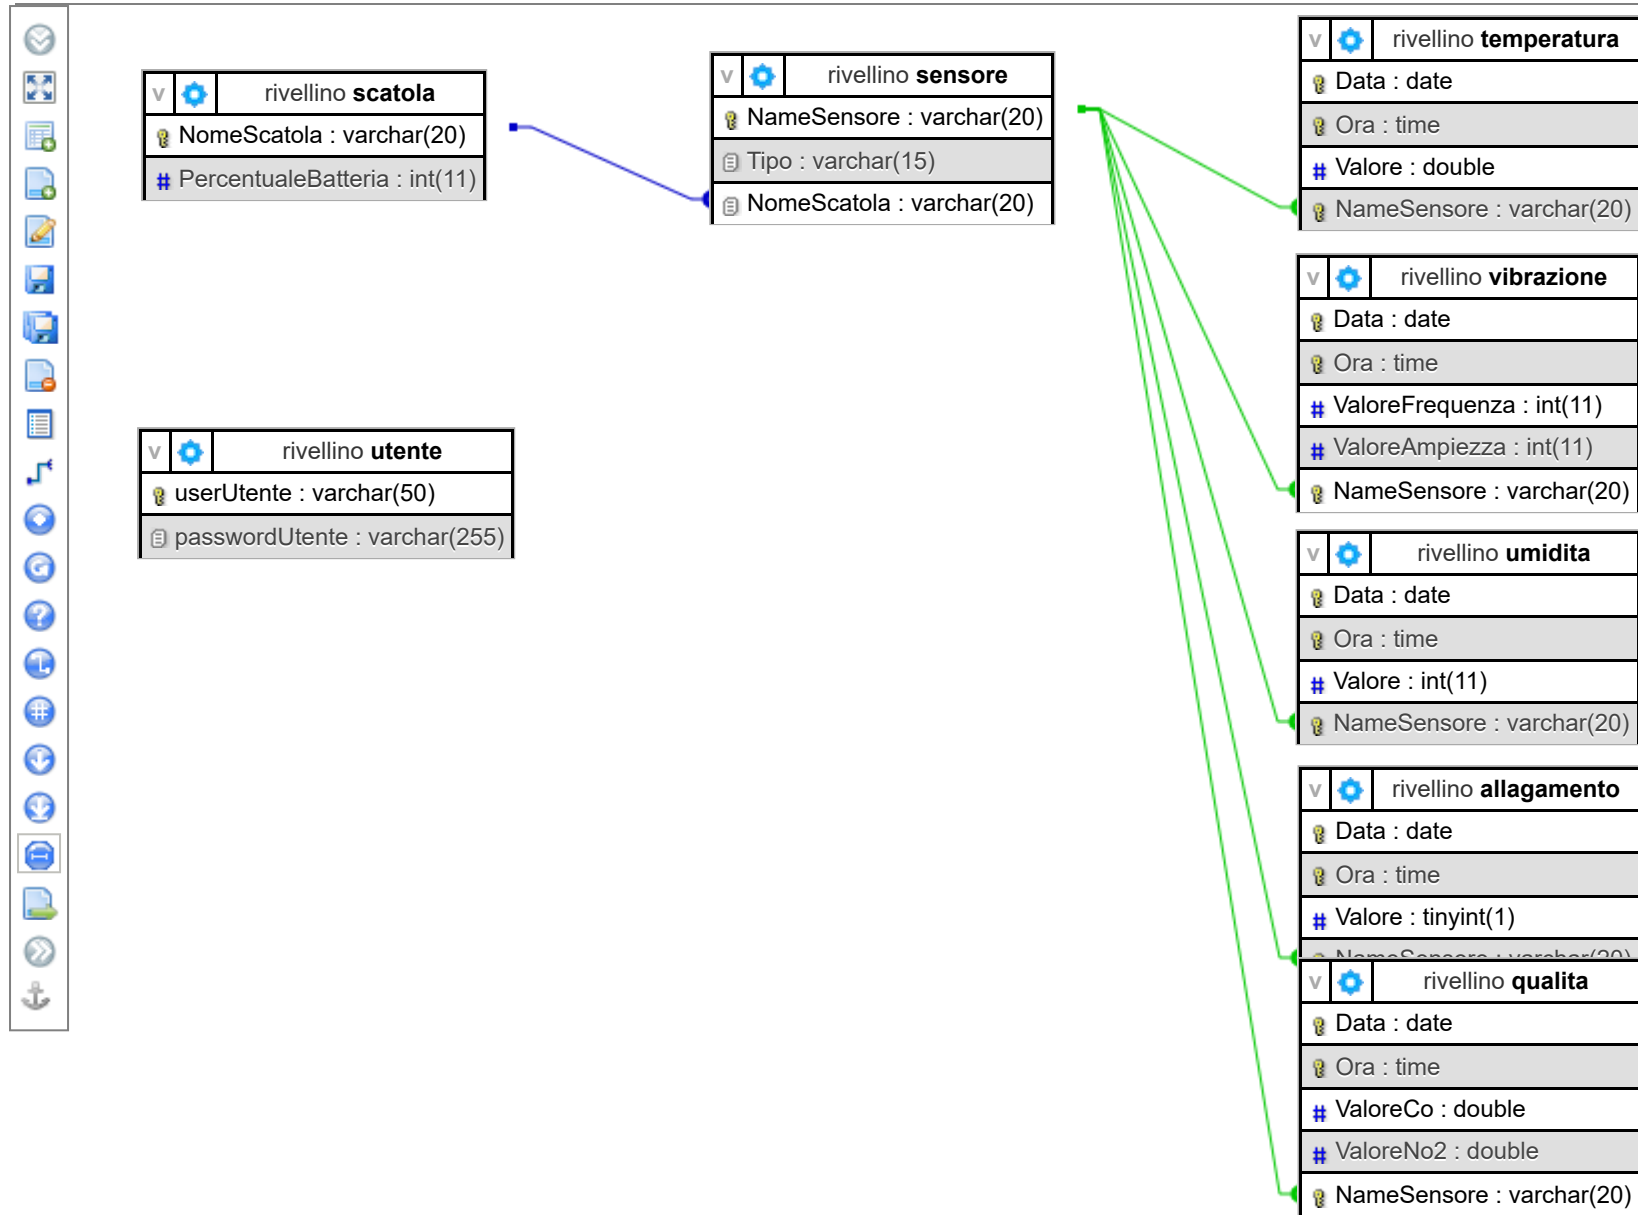 v rivellino scatola
NomeScatola : varchar(20)
# PercentualeBatteria : int(11)
v rivellino sensore
NameSensore : varchar(20)
Tipo : varchar(15)
NomeScatola : varchar(20)
v rivellino utente
userUtente : varchar(50)
passwordUtente : varchar(255)
v rivellino temperatura
Data : date
Ora : time
# Valore : double
NameSensore : varchar(20)
v rivellino vibrazione
Data : date
Ora : time
# ValoreFrequenza : int(11)
# ValoreAmpiezza : int(11)
NameSensore : varchar(20)
v rivellino umidita
Data : date
Ora : time
# Valore : int(11)
NameSensore : varchar(20)
v rivellino allagamento
Data : date
Ora : time
# Valore : tinyint(1)
NameSensore : varchar(20)
v rivellino qualita
Data : date
Ora : time
# ValoreCo : double
# ValoreNo2 : double
NameSensore : varchar(20)